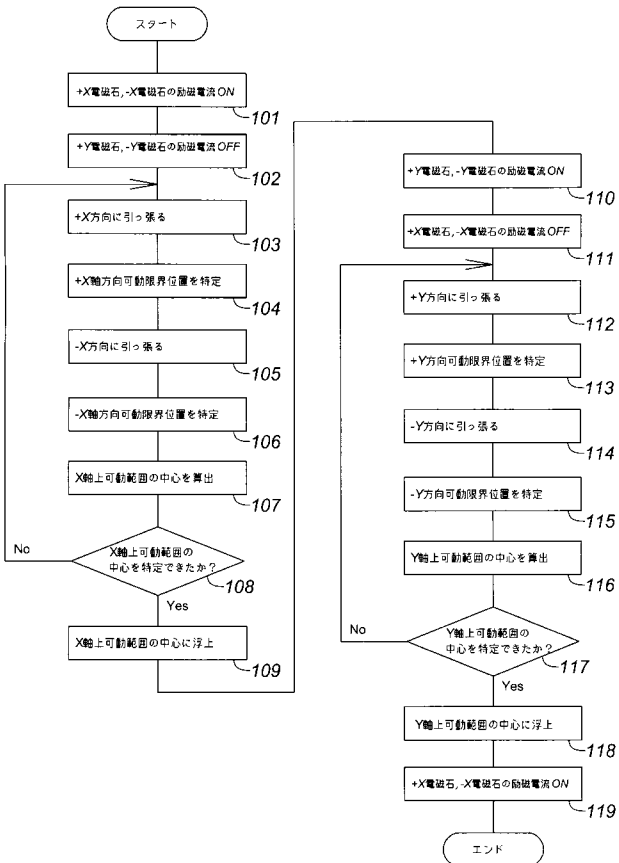 スタート
+X電磁石,-X電磁石の励磁電流ON
101
+Y電磁石,-Y電磁石の励磁電流OFF
102
+X方向に引っ張る
103
+X軸方向可動限界位置を特定
104
-X方向に引っ張る
105
-X軸方向可動限界位置を特定
106
X軸上可動範囲の中心を算出
107
X軸上可動範囲の
中心を特定できたか?
108
No
Yes
X軸上可動範囲の中心に浮上
109
+Y電磁石,-Y電磁石の励磁電流ON
110
+X電磁石,-X電磁石の励磁電流OFF
111
+Y方向に引っ張る
112
+Y方向可動限界位置を特定
113
-Y方向に引っ張る
114
-Y方向可動限界位置を特定
115
Y軸上可動範囲の中心を算出
116
Y軸上可動範囲の
中心を特定できたか?
117
No
Yes
Y軸上可動範囲の中心に浮上
118
+X電磁石,-X電磁石の励磁電流ON
119
エンド